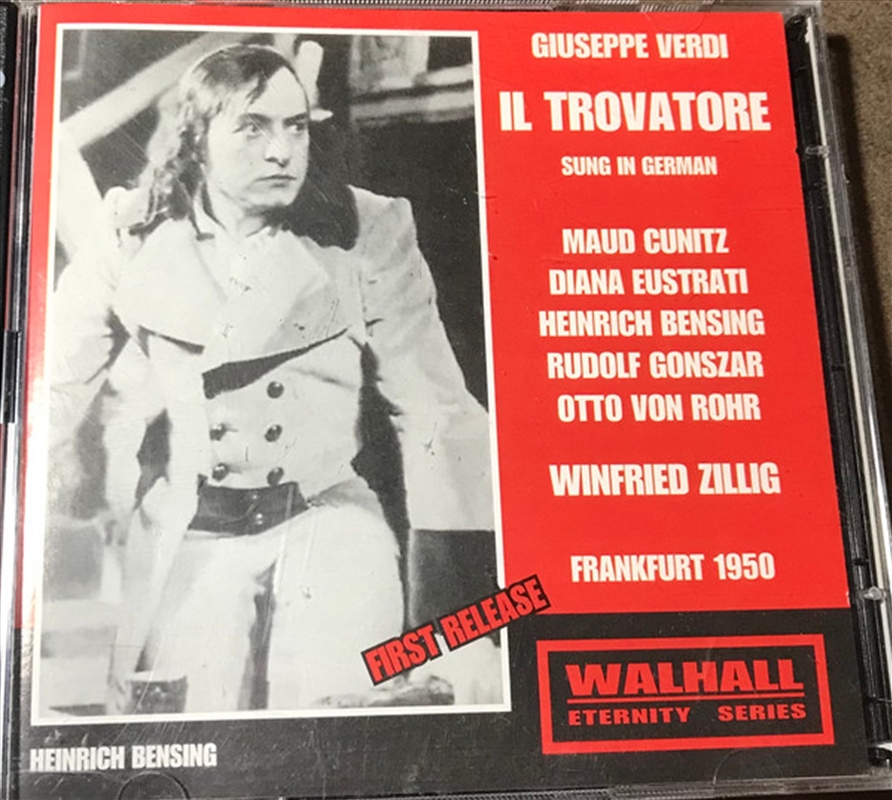 GIUSEPPE VERDI
IL TROVATORE
SUNG IN GERMAN
MAUD CUNITZ
DIANA EUSTRATI
HEINRICH BENSING
RUDOLF GONSZAR
OTTO VON ROHR
WINFRIED ZILLIG
FRANKFURT 1950
FIRST RELEASE
WALHALL
ETERNITY SERIES
HEINRICH BENSING